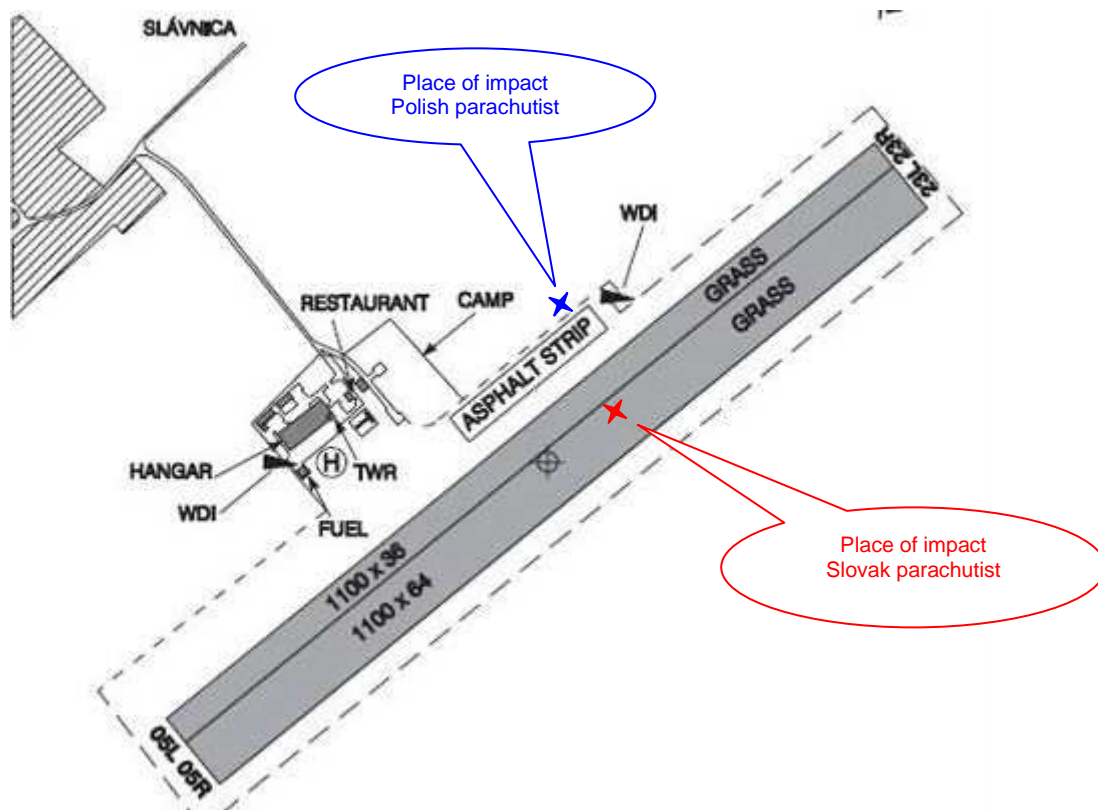 SLÁVNICA
Place of impact
Polish parachutist
23L 23R
WDI
GRASS
GRASS
RESTAURANT
CAMP
ASPHALT STRIP
HANGAR
H
TWR
WDI
FUEL
1100 x 36
1100 x 64
Place of impact
Slovak parachutist
05L 05R